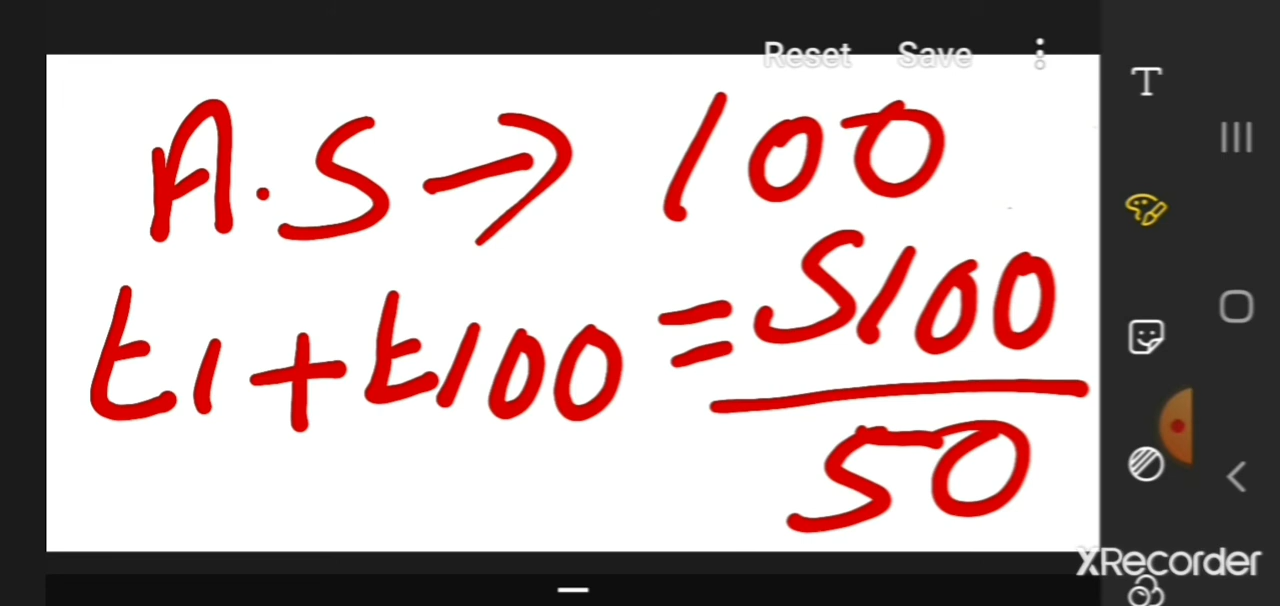 Reset Save
T
A.S → 100
t1+t100 = S100
50
XRecorder